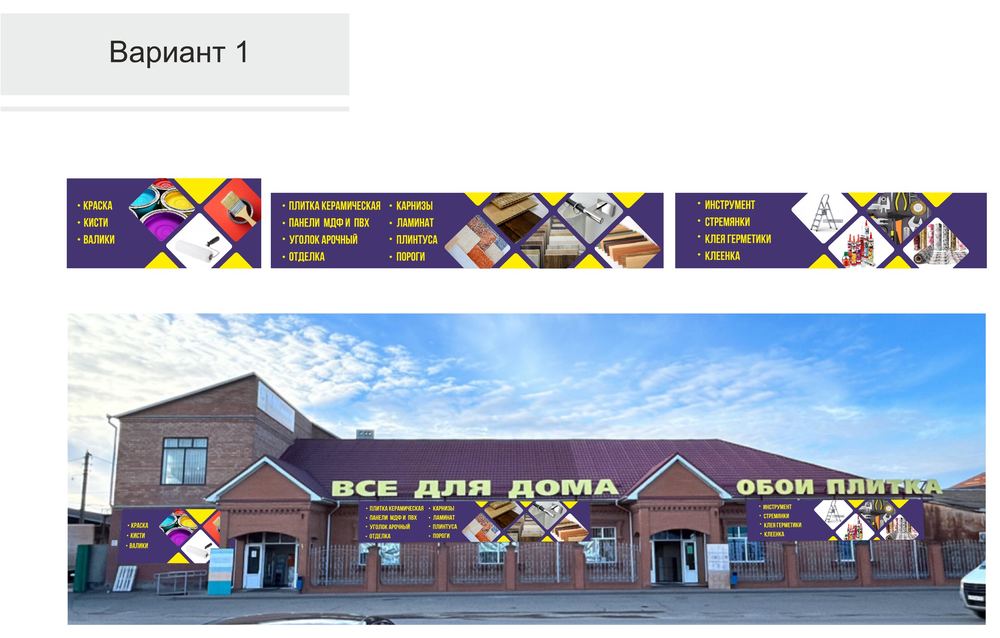 Вариант 1
• КРАСКА
• КИСТИ
• ВАЛИКИ
• ПЛИТКА КЕРАМИЧЕСКАЯ
• ПАНЕЛИ МДФ И ПВХ
• УГОЛОК АРОЧНЫЙ
• ОТДЕЛКА
• КАРНИЗЫ
• ЛАМИНАТ
• ПЛИНТУСА
• ПОРОГИ
• ИНСТРУМЕНТ
• СТРЕМЯНКИ
• КЛЕЯ ГЕРМЕТИКИ
• КЛЕЕНКА
ВСЕ ДЛЯ ДОМА
ОБОИ ПЛИТКА
• КРАСКА
• КИСТИ
• ВАЛИКИ
• ПЛИТКА КЕРАМИЧЕСКАЯ
• ПАНЕЛИ МДФ И ПВХ
• УГОЛОК АРОЧНЫЙ
• ОТДЕЛКА
• КАРНИЗЫ
• ЛАМИНАТ
• ПЛИНТУСА
• ПОРОГИ
• ИНСТРУМЕНТ
• СТРЕМЯНКИ
• КЛЕЯ ГЕРМЕТИКИ
• КЛЕЕНКА